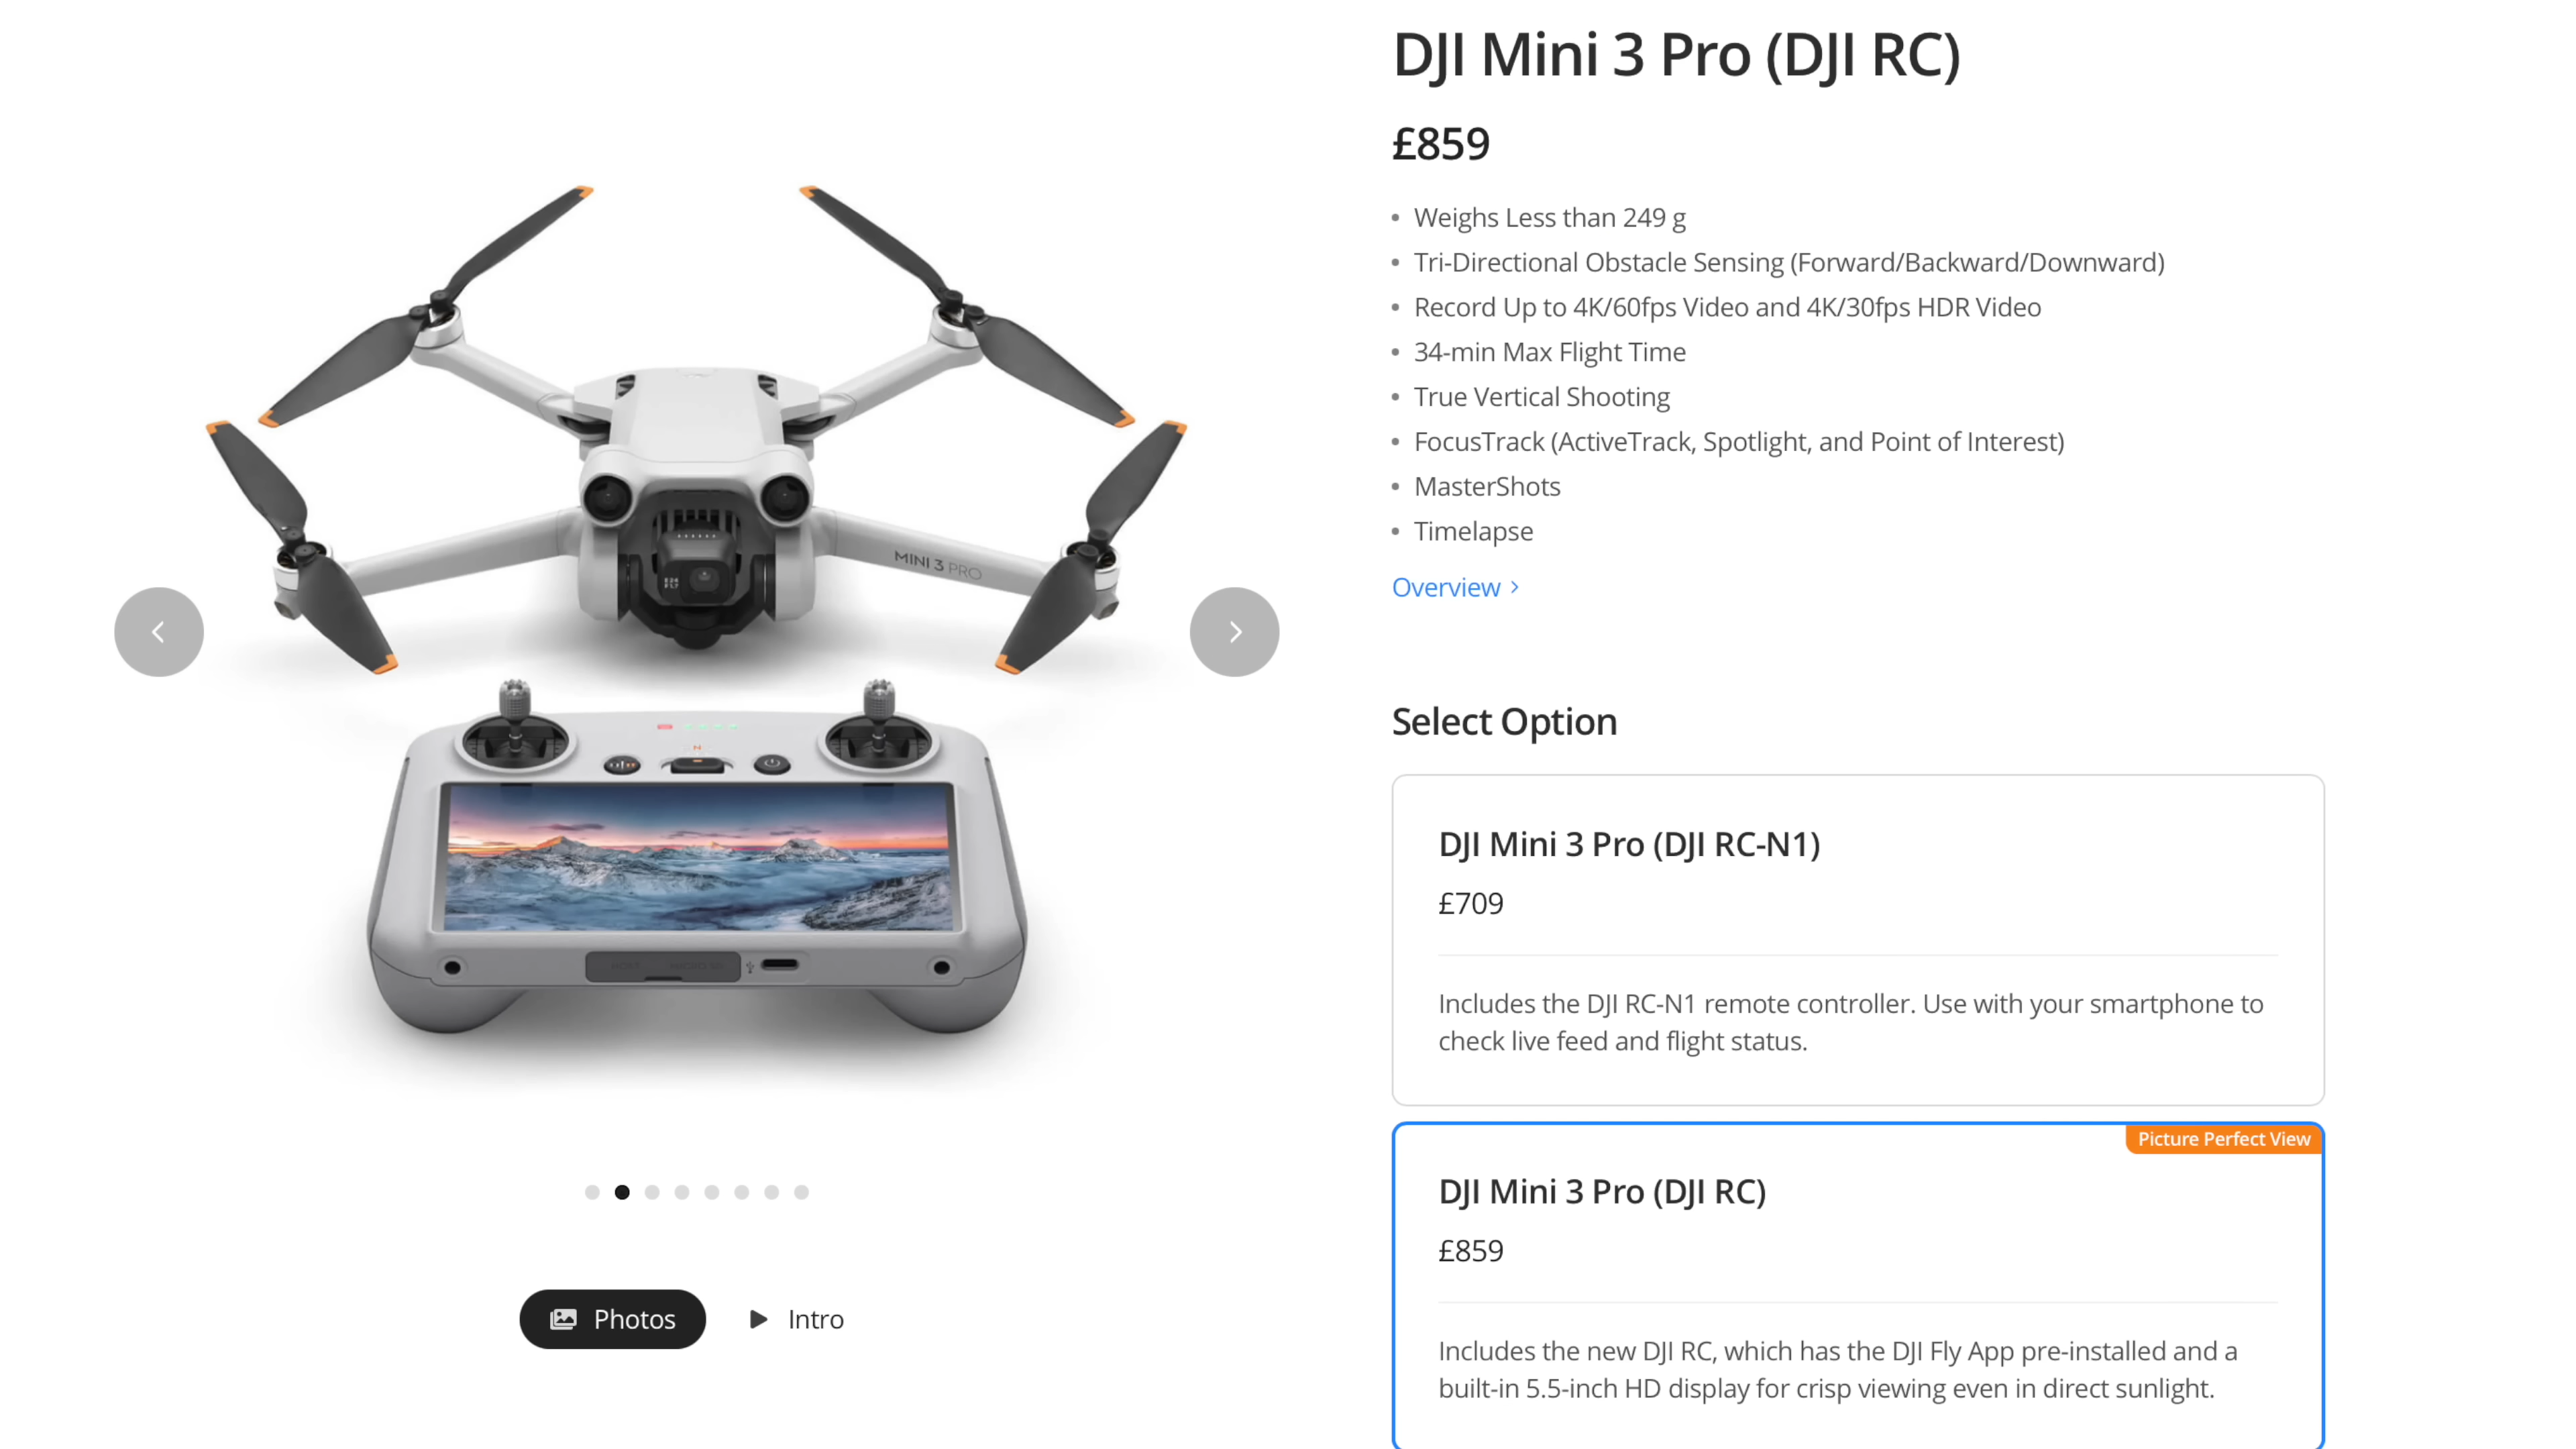 DJI Mini 3 Pro (DJI RC)
£859
• Weighs Less than 249 g
• Tri-Directional Obstacle Sensing (Forward/Backward/Downward)
• Record Up to 4K/60fps Video and 4K/30fps HDR Video
• 34-min Max Flight Time
• True Vertical Shooting
• FocusTrack (ActiveTrack, Spotlight, and Point of Interest)
• MasterShots
• Timelapse
Overview >
MINI 3 PRO
N
Select Option
DJI Mini 3 Pro (DJI RC-N1)
£709
Includes the DJI RC-N1 remote controller. Use with your smartphone to
check live feed and flight status.
Picture Perfect View
DJI Mini 3 Pro (DJI RC)
£859
Includes the new DJI RC, which has the DJI Fly App pre-installed and a
built-in 5.5-inch HD display for crisp viewing even in direct sunlight.
Photos
Intro